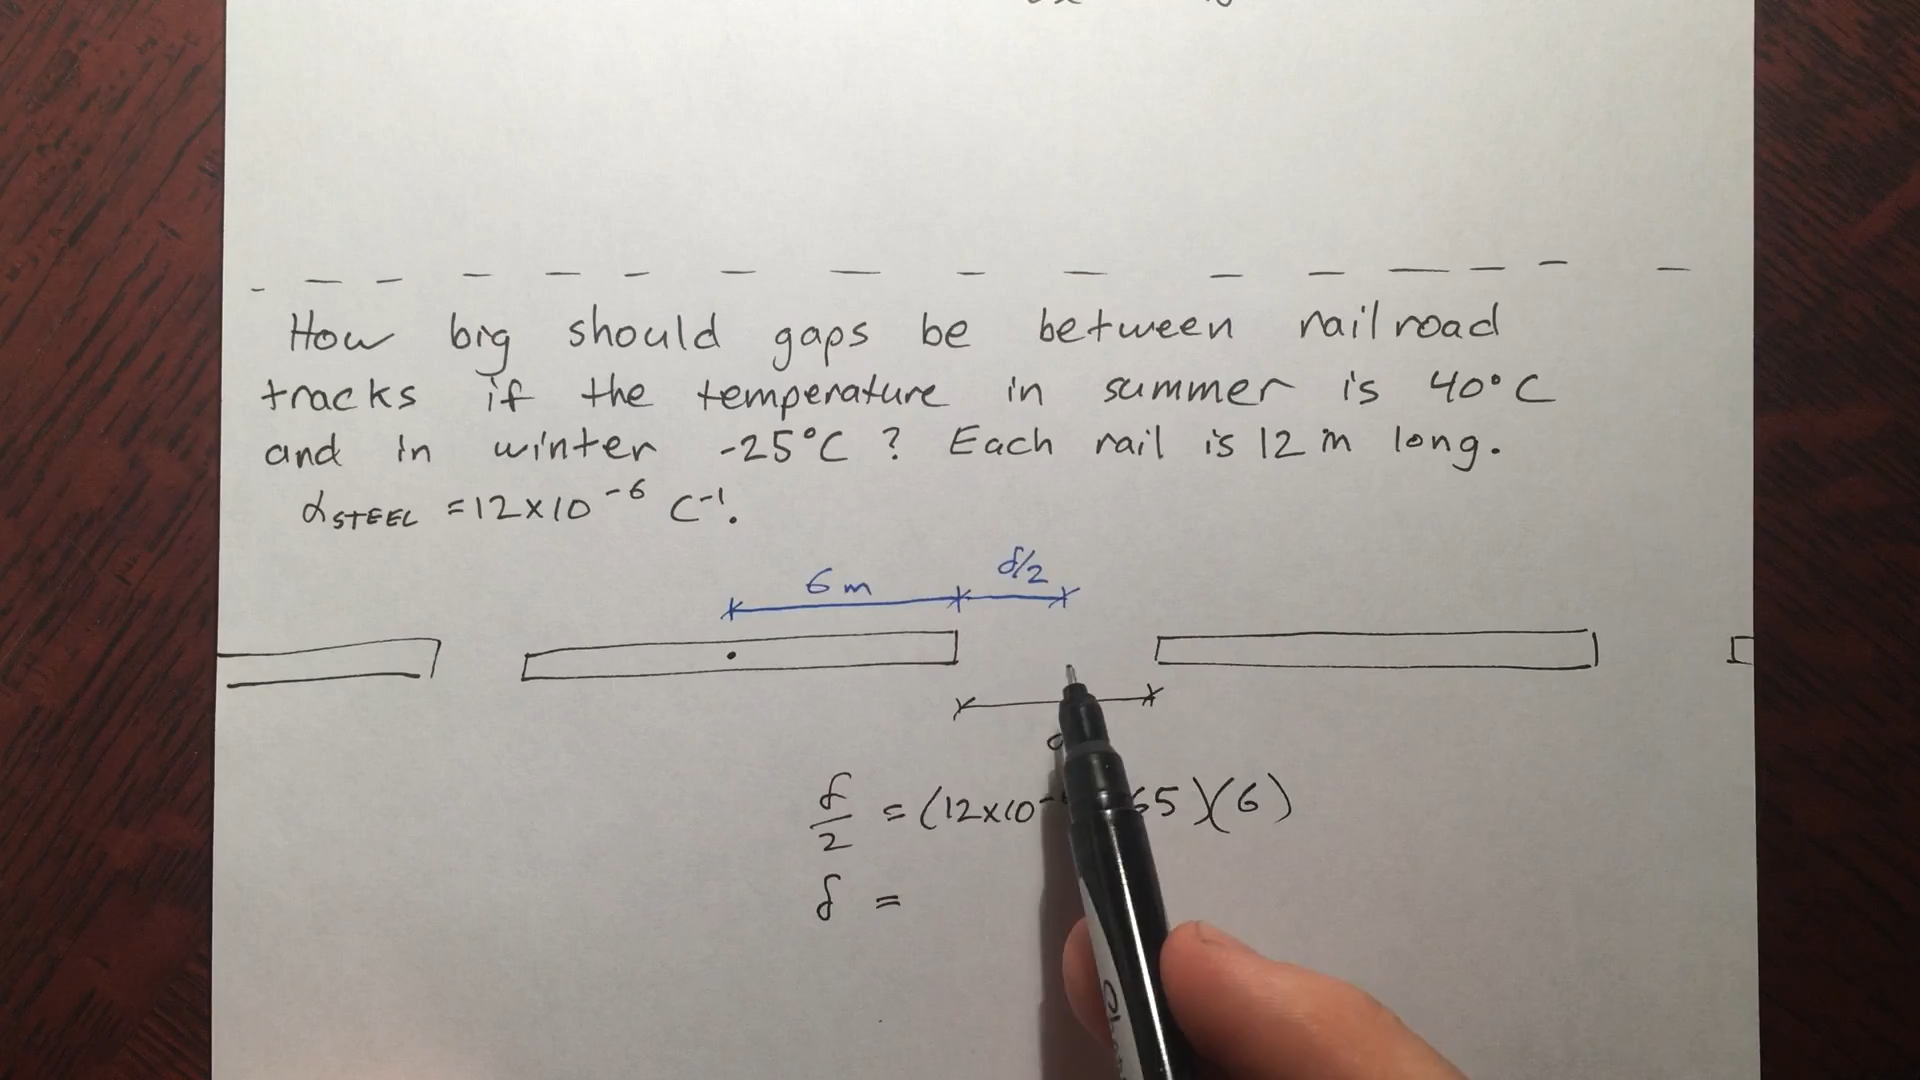 How big should gaps be between railroad
tracks if the temperature in summer is 40°C
and in winter -25°C ? Each rail is 12 m long.
αSTEEL = 12×10⁻⁶ C⁻¹.
δ/2
6 m
δ/2 = (12×10⁻ 65)(6)
δ =